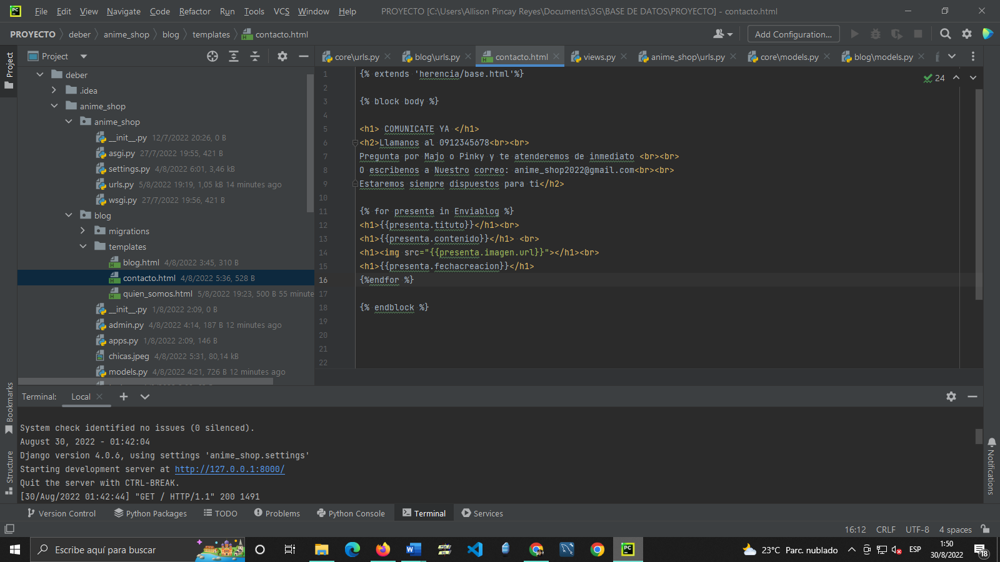 PC
File Edit View Navigate Code Refactor Run Tools VCS Window Help PROYECTO [C:\Users\Allison Pincay Reyes\Documents\3G\BASE DE DATOS\PROYECTO] - contacto.html
PROYECTO deber anime_shop blog templates contacto.html Add Configuration...
Project
Project
core\urls.py blog\urls.py contacto.html views.py anime_shop\urls.py core\models.py blog\models.py
deber
.idea
anime_shop
anime_shop
__init__.py 12/7/2022 20:26, 0 B
asgi.py 27/7/2022 19:55, 421 B
settings.py 4/8/2022 6:01, 3,46 kB
urls.py 5/8/2022 19:19, 1,05 kB 14 minutes ago
wsgi.py 27/7/2022 19:56, 421 B
blog
migrations
templates
blog.html 4/8/2022 3:45, 310 B
contacto.html 4/8/2022 5:36, 528 B
quien_somos.html 5/8/2022 19:23, 500 B 55 minute
__init__.py 1/8/2022 2:09, 0 B
admin.py 4/8/2022 4:14, 187 B 12 minutes ago
apps.py 1/8/2022 2:09, 146 B
chicas.jpeg 4/8/2022 5:31, 80,14 kB
models.py 4/8/2022 4:21, 726 B 12 minutes ago
24
1 {% extends 'herencia/base.html'%}
2
3 {% block body %}
4
5 <h1> COMUNICATE YA </h1>
6 <h2>Llamanos al 0912345678<br><br>
7 Pregunta por Majo o Pinky y te atenderemos de inmediato <br><br>
8 O escribenos a Nuestro correo: anime_shop2022@gmail.com<br><br>
9 Estaremos siempre dispuestos para ti</h2>
10
11 {% for presenta in Enviablog %}
12 <h1>{{presenta.tituto}}</h1><br>
13 <h1>{{presenta.contenido}}</h1> <br>
14 <h1><img src="{{presenta.imagen.url}}"></h1><br>
15 <h1>{{presenta.fechacreacion}}</h1>
16 {%endfor %}
17
18 {% endblock %}
19
20
21
22
Bookmarks
Structure
Notifications
Terminal: Local
System check identified no issues (0 silenced).
August 30, 2022 - 01:42:04
Django version 4.0.6, using settings 'anime_shop.settings'
Starting development server at http://127.0.0.1:8000/
Quit the server with CTRL-BREAK.
[30/Aug/2022 01:42:44] "GET / HTTP/1.1" 200 1491
Version Control Python Packages TODO Problems Python Console Terminal Services
16:12 CRLF UTF-8 4 spaces
Escribe aquí para buscar
PC
23°C Parc. nublado ESP 1:50
30/8/2022
18